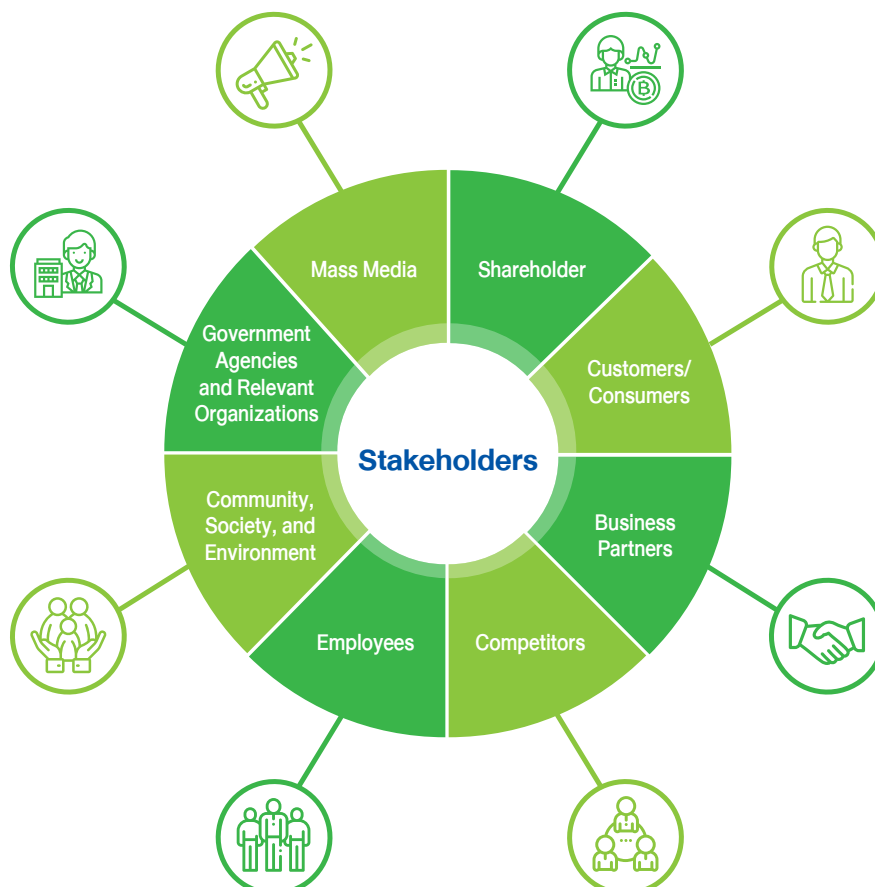 Mass Media
Shareholder
Government
Agencies
and Relevant
Organizations
Customers/
Consumers
Stakeholders
Community,
Society, and
Environment
Business
Partners
Employees
Competitors